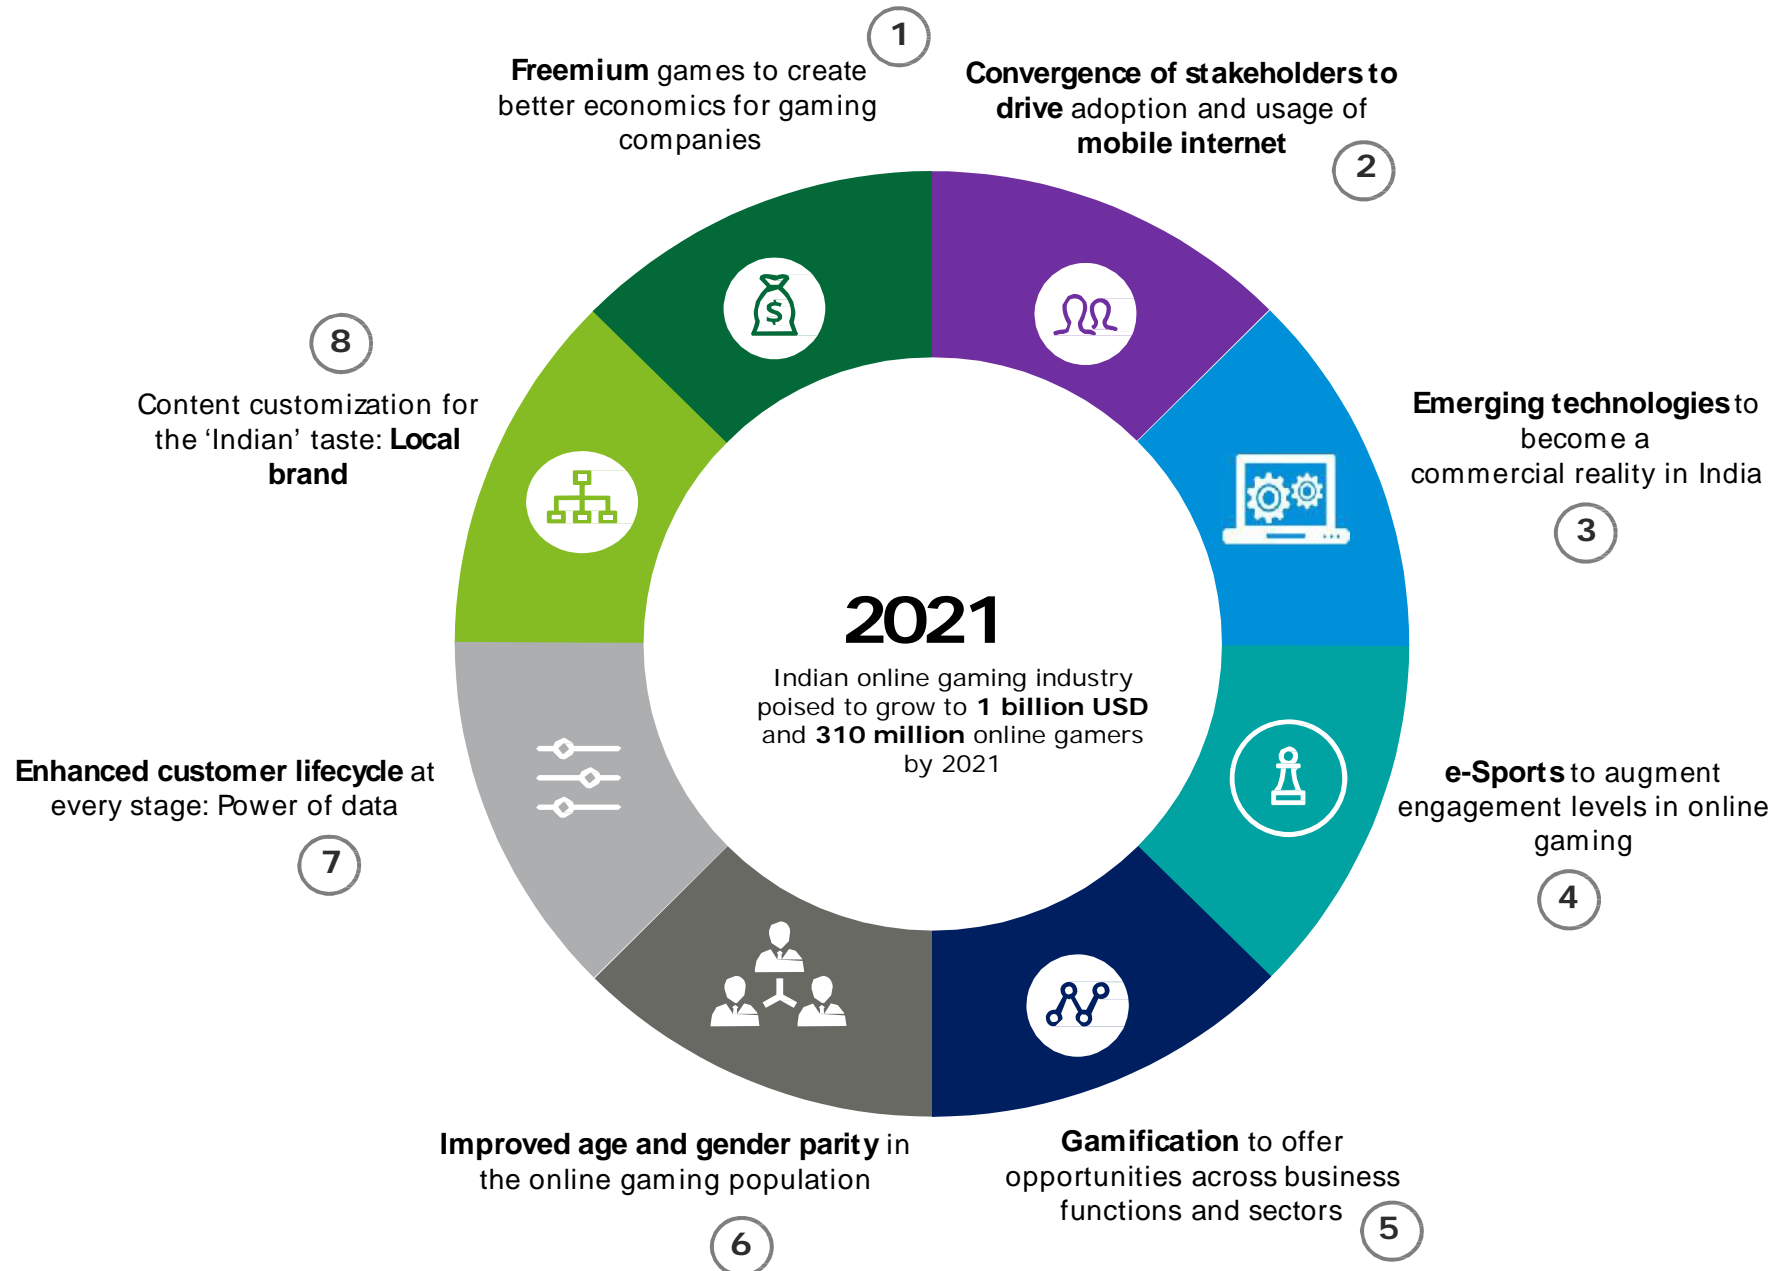 1
Freemium games to create
better economics for gaming
companies
Convergence of stakeholders to
drive adoption and usage of
mobile internet
2
Emerging technologies to
become a
commercial reality in India
3
e-Sports to augment
engagement levels in online
gaming
4
Gamification to offer
opportunities across business
functions and sectors
5
Improved age and gender parity in
the online gaming population
6
Enhanced customer lifecycle at
every stage: Power of data
7
8
Content customization for
the ‘Indian’ taste: Local
brand
$
2021
Indian online gaming industry
poised to grow to 1 billion USD
and 310 million online gamers
by 2021